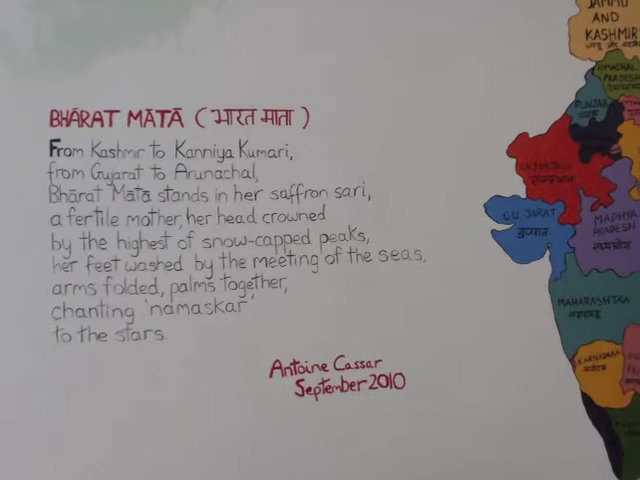 BHĀRAT MĀTĀ (भारत माता)
From Kashmir to Kanniya Kumari,
from Gujarat to Arunachal,
Bhārat Mātā stands in her saffron sari,
a fertile mother, her head crowned
by the highest of snow-capped peaks,
her feet washed by the meeting of the seas,
arms folded, palms together,
chanting 'namaskar'
to the stars.
Antoine Cassar
September 2010
JAMMU
AND
KASHMIR
HIMACHAL
PRADESH
PUNJAB
RAJASTHAN
GUJARAT
MADHYA
PRADESH
MAHARASHTRA
KARNATAKA